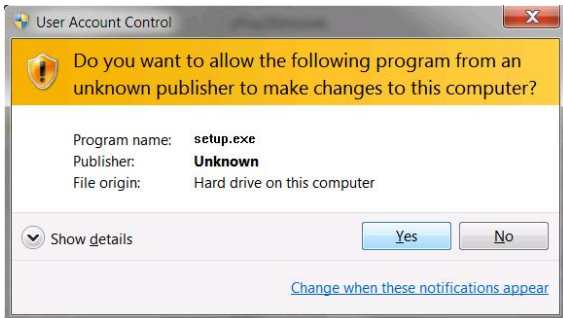 User Account Control
Do you want to allow the following program from an
unknown publisher to make changes to this computer?
Program name: setup.exe
Publisher: Unknown
File origin: Hard drive on this computer
Show details
Yes
No
Change when these notifications appear